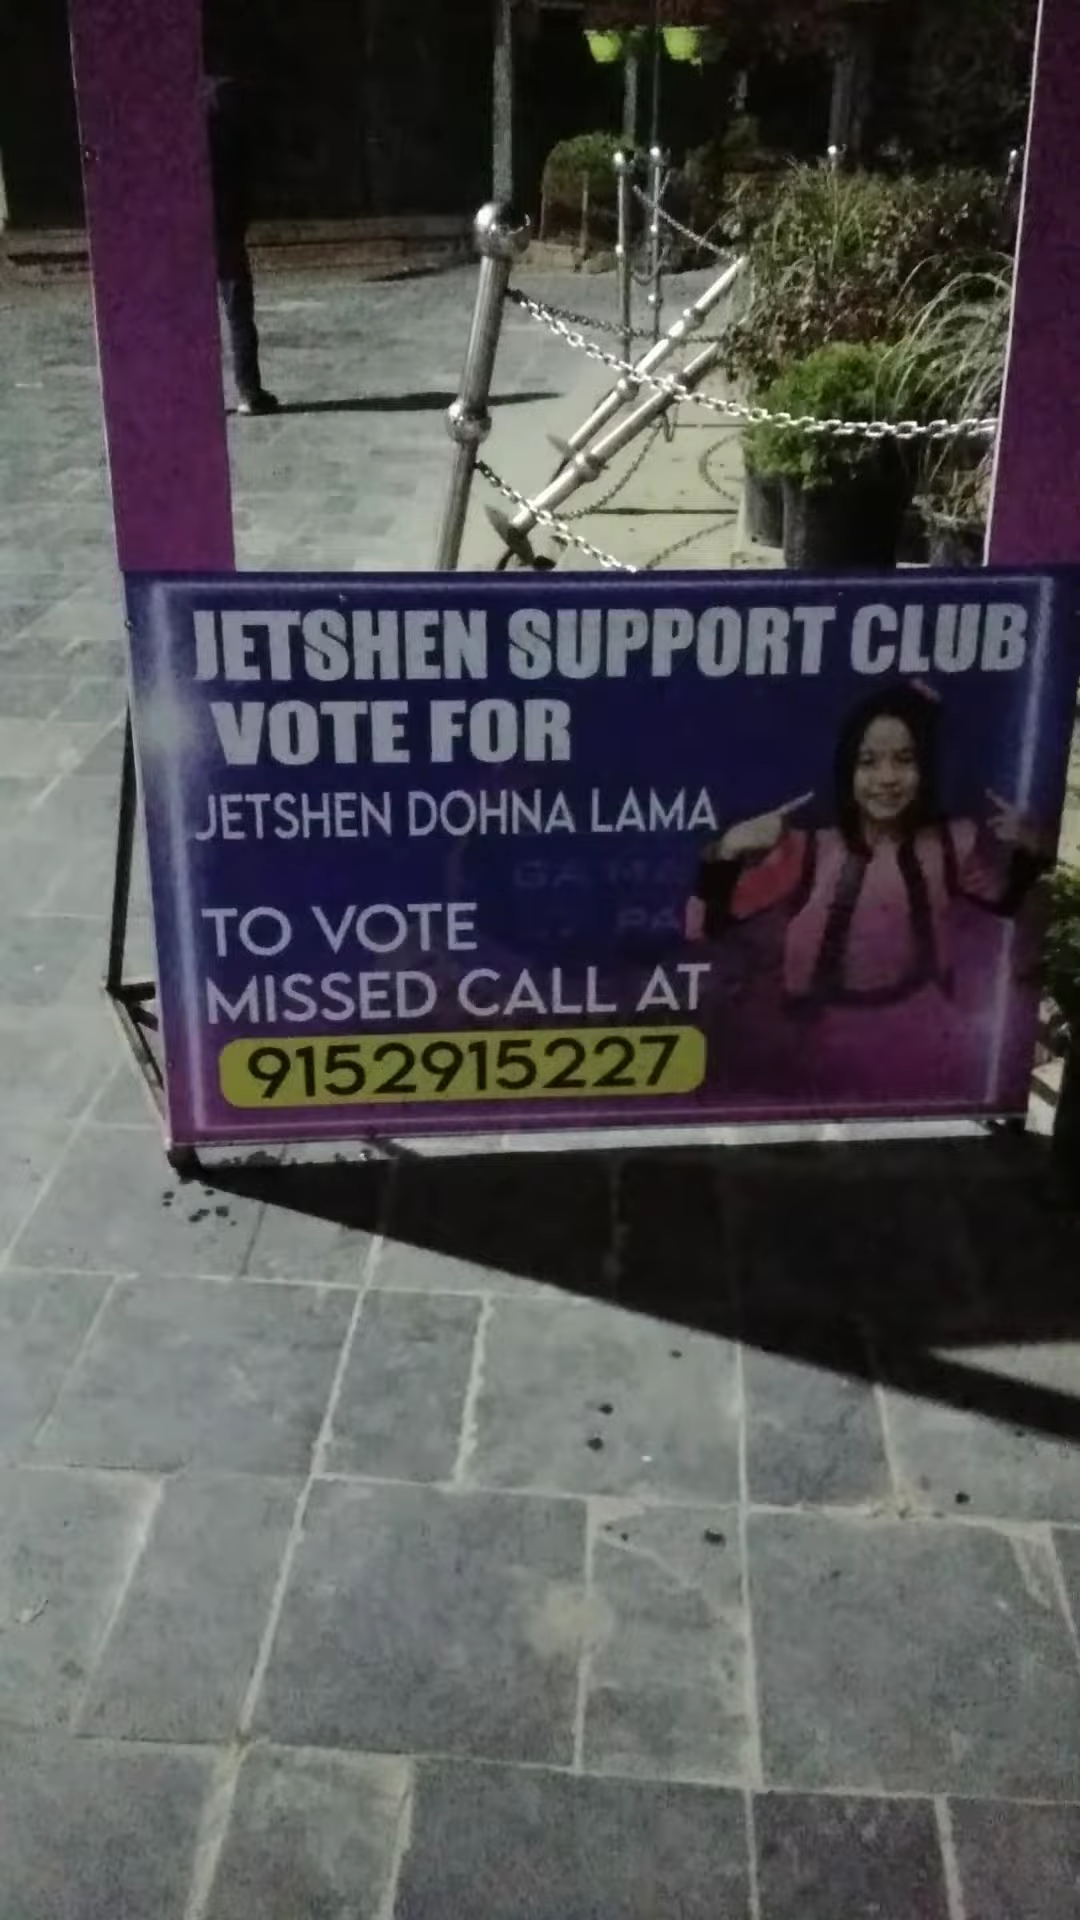 JETSHEN SUPPORT CLUB
VOTE FOR
JETSHEN DOHNA LAMA
TO VOTE
MISSED CALL AT
9152915227